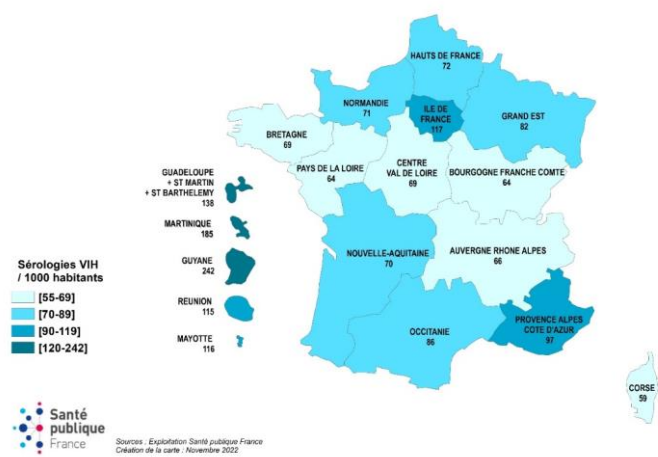 HAUTS DE FRANCE
72
NORMANDIE
71
ILE DE
FRANCE
117
GRAND EST
82
BRETAGNE
69
PAYS DE LA LOIRE
64
CENTRE
VAL DE LOIRE
69
BOURGOGNE FRANCHE COMTE
64
GUADELOUPE
+ ST MARTIN
+ ST BARTHELEMY
138
MARTINIQUE
185
GUYANE
242
REUNION
115
MAYOTTE
116
NOUVELLE-AQUITAINE
70
AUVERGNE RHONE ALPES
66
OCCITANIE
86
PROVENCE ALPES
COTE D'AZUR
97
CORSE
59
Sérologies VIH
/ 1000 habitants
[55-69]
[70-89]
[90-119]
[120-242]
Santé
publique
France
Sources : Exploitation Santé publique France
Création de la carte : Novembre 2022